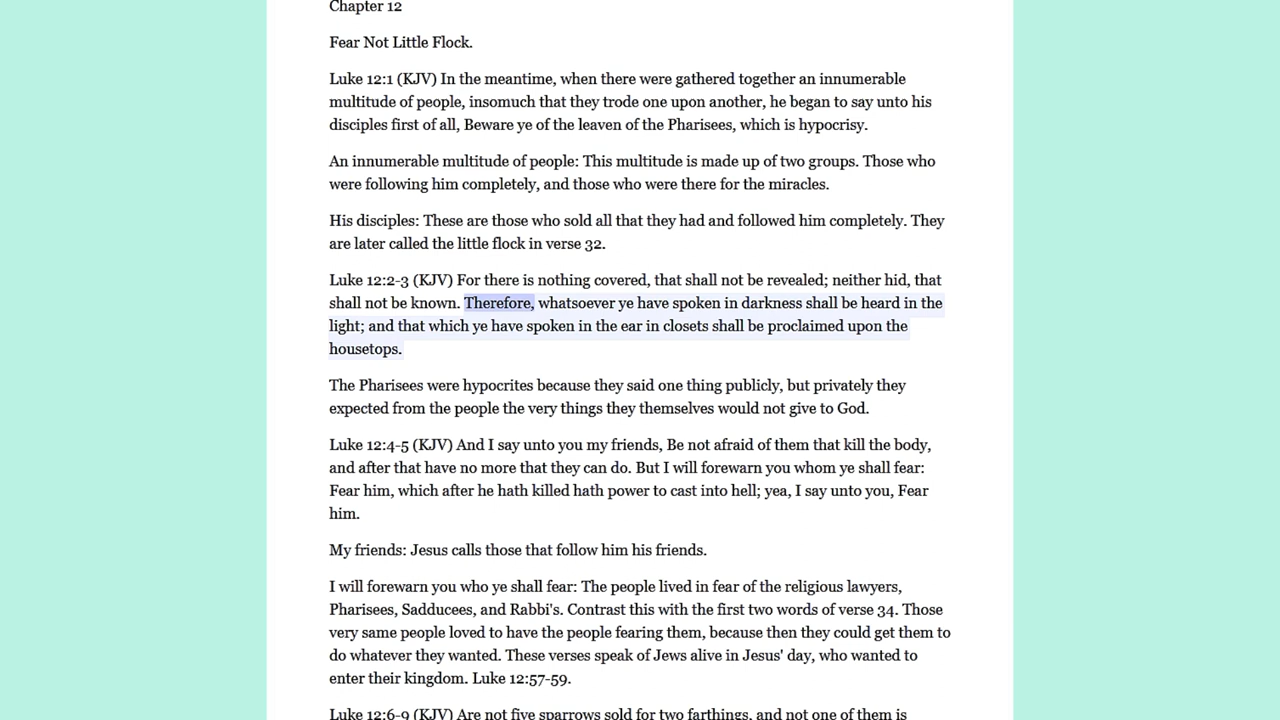 Chapter 12
Fear Not Little Flock.
Luke 12:1 (KJV) In the meantime, when there were gathered together an innumerable
multitude of people, insomuch that they trode one upon another, he began to say unto his
disciples first of all, Beware ye of the leaven of the Pharisees, which is hypocrisy.
An innumerable multitude of people: This multitude is made up of two groups. Those who
were following him completely, and those who were there for the miracles.
His disciples: These are those who sold all that they had and followed him completely. They
are later called the little flock in verse 32.
Luke 12:2-3 (KJV) For there is nothing covered, that shall not be revealed; neither hid, that
shall not be known. Therefore, whatsoever ye have spoken in darkness shall be heard in the
light; and that which ye have spoken in the ear in closets shall be proclaimed upon the
housetops.
The Pharisees were hypocrites because they said one thing publicly, but privately they
expected from the people the very things they themselves would not give to God.
Luke 12:4-5 (KJV) And I say unto you my friends, Be not afraid of them that kill the body,
and after that have no more that they can do. But I will forewarn you whom ye shall fear:
Fear him, which after he hath killed hath power to cast into hell; yea, I say unto you, Fear
him.
My friends: Jesus calls those that follow him his friends.
I will forewarn you who ye shall fear: The people lived in fear of the religious lawyers,
Pharisees, Sadducees, and Rabbi's. Contrast this with the first two words of verse 34. Those
very same people loved to have the people fearing them, because then they could get them to
do whatever they wanted. These verses speak of Jews alive in Jesus' day, who wanted to
enter their kingdom. Luke 12:57-59.
Luke 12:6-9 (KJV) Are not five sparrows sold for two farthings, and not one of them is